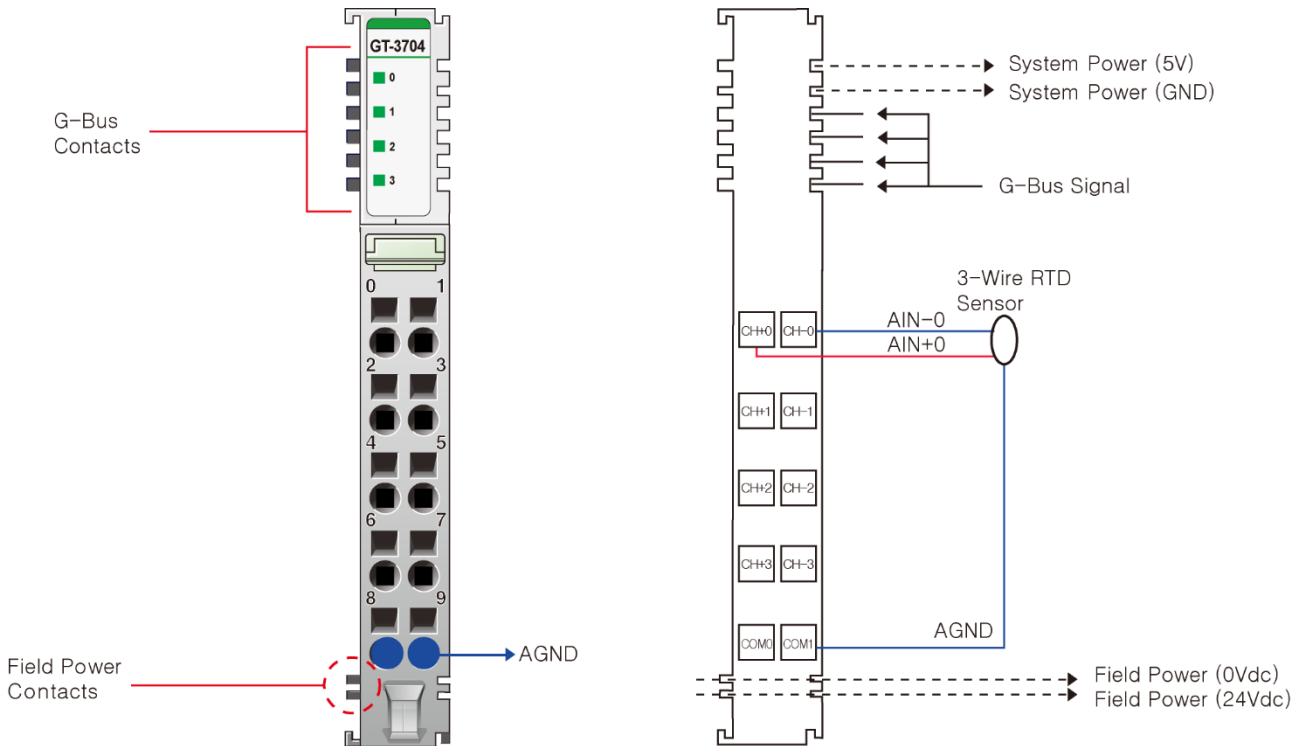 GT-3704
0
1
2
3
G-Bus
Contacts
0 1
2 3
4 5
6 7
8 9
AGND
Field Power
Contacts
System Power (5V)
System Power (GND)
G-Bus Signal
3-Wire RTD
Sensor
CH+0 CH-0
AIN-0
AIN+0
CH+1 CH-1
CH+2 CH-2
CH+3 CH-3
COM0 COM1
AGND
Field Power (0Vdc)
Field Power (24Vdc)